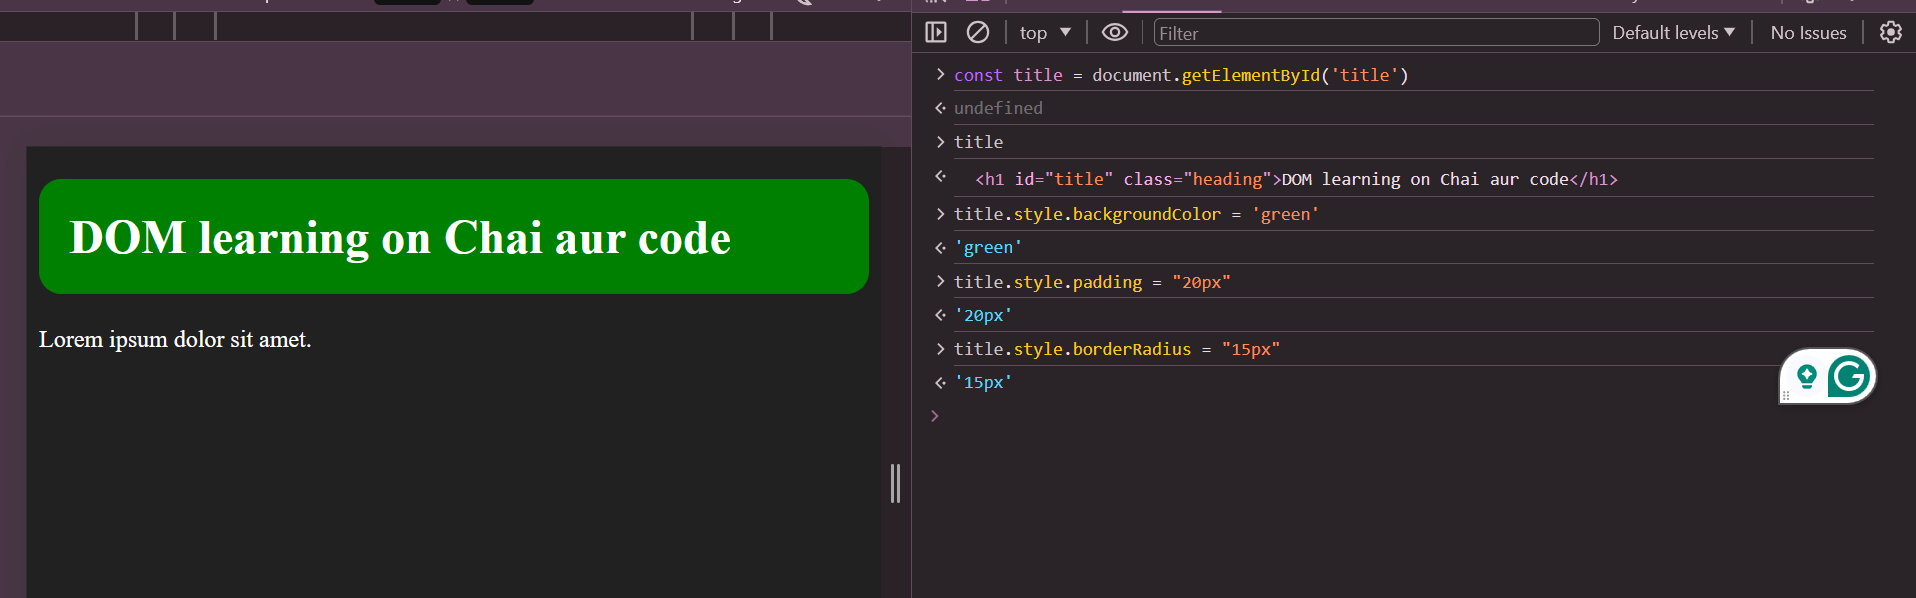 DOM learning on Chai aur code
Lorem ipsum dolor sit amet.
top
Filter
Default levels
No Issues
const title = document.getElementById('title')
undefined
title
<h1 id="title" class="heading">DOM learning on Chai aur code</h1>
title.style.backgroundColor = 'green'
'green'
title.style.padding = "20px"
'20px'
title.style.borderRadius = "15px"
'15px'